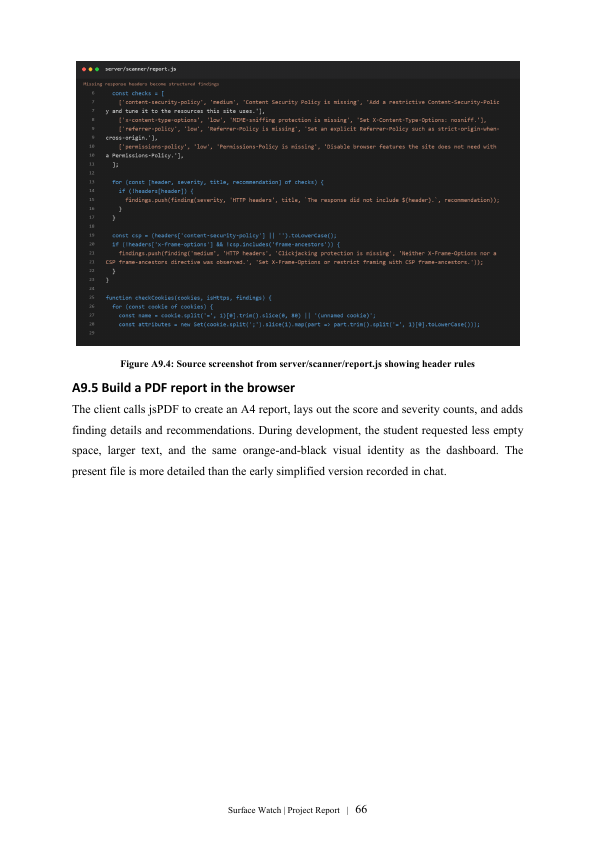 server/scanner/report.js
Missing response headers become structured findings
6 const checks = [
7 ['content-security-policy', 'medium', 'Content Security Policy is missing', 'Add a restrictive Content-Security-Polic
7 y and tune it to the resources this site uses.'],
8 ['x-content-type-options', 'low', 'MIME-sniffing protection is missing', 'Set X-Content-Type-Options: nosniff.'],
9 ['referrer-policy', 'low', 'Referrer-Policy is missing', 'Set an explicit Referrer-Policy such as strict-origin-when-
9 cross-origin.'],
10 ['permissions-policy', 'low', 'Permissions-Policy is missing', 'Disable browser features the site does not need with
10 a Permissions-Policy.'],
11 ];
12
13 for (const [header, severity, title, recommendation] of checks) {
14 if (!headers[header]) {
15 findings.push(finding(severity, 'HTTP headers', title, `The response did not include ${header}.`, recommendation));
16 }
17 }
18
19 const csp = (headers['content-security-policy'] || '').toLowerCase();
20 if (!headers['x-frame-options'] && !csp.includes('frame-ancestors')) {
21 findings.push(finding('medium', 'HTTP headers', 'Clickjacking protection is missing', 'Neither X-Frame-Options nor a
21 CSP frame-ancestors directive was observed.', 'Set X-Frame-Options or restrict framing with CSP frame-ancestors.'));
22 }
23 }
24
25 function checkCookies(cookies, isHttps, findings) {
26 for (const cookie of cookies) {
27 const name = cookie.split('=', 1)[0].trim().slice(0, 80) || '(unnamed cookie)';
28 const attributes = new Set(cookie.split(';').slice(1).map(part => part.trim().split('=', 1)[0].toLowerCase()));
29
Figure A9.4: Source screenshot from server/scanner/report.js showing header rules
A9.5 Build a PDF report in the browser
The client calls jsPDF to create an A4 report, lays out the score and severity counts, and adds
finding details and recommendations. During development, the student requested less empty
space, larger text, and the same orange-and-black visual identity as the dashboard. The
present file is more detailed than the early simplified version recorded in chat.
Surface Watch | Project Report | 66